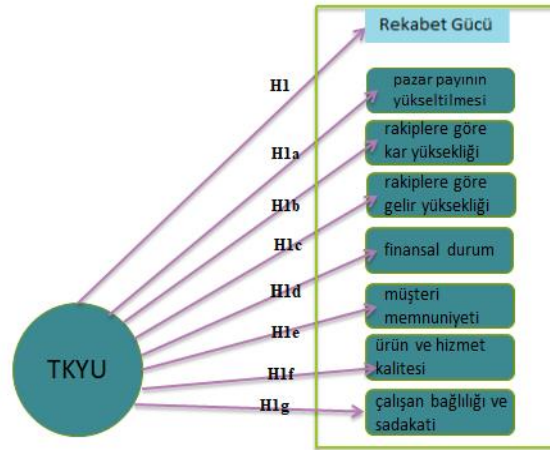 Rekabet Gücü
H1
pazar payının
yükseltilmesi
H1a
rakiplere göre
kar yüksekliği
H1b
rakiplere göre
gelir yüksekliği
H1c
finansal durum
H1d
müşteri
memnuniyeti
H1e
ürün ve hizmet
kalitesi
H1f
çalışan bağlılığı ve
sadakati
H1g
TKYU